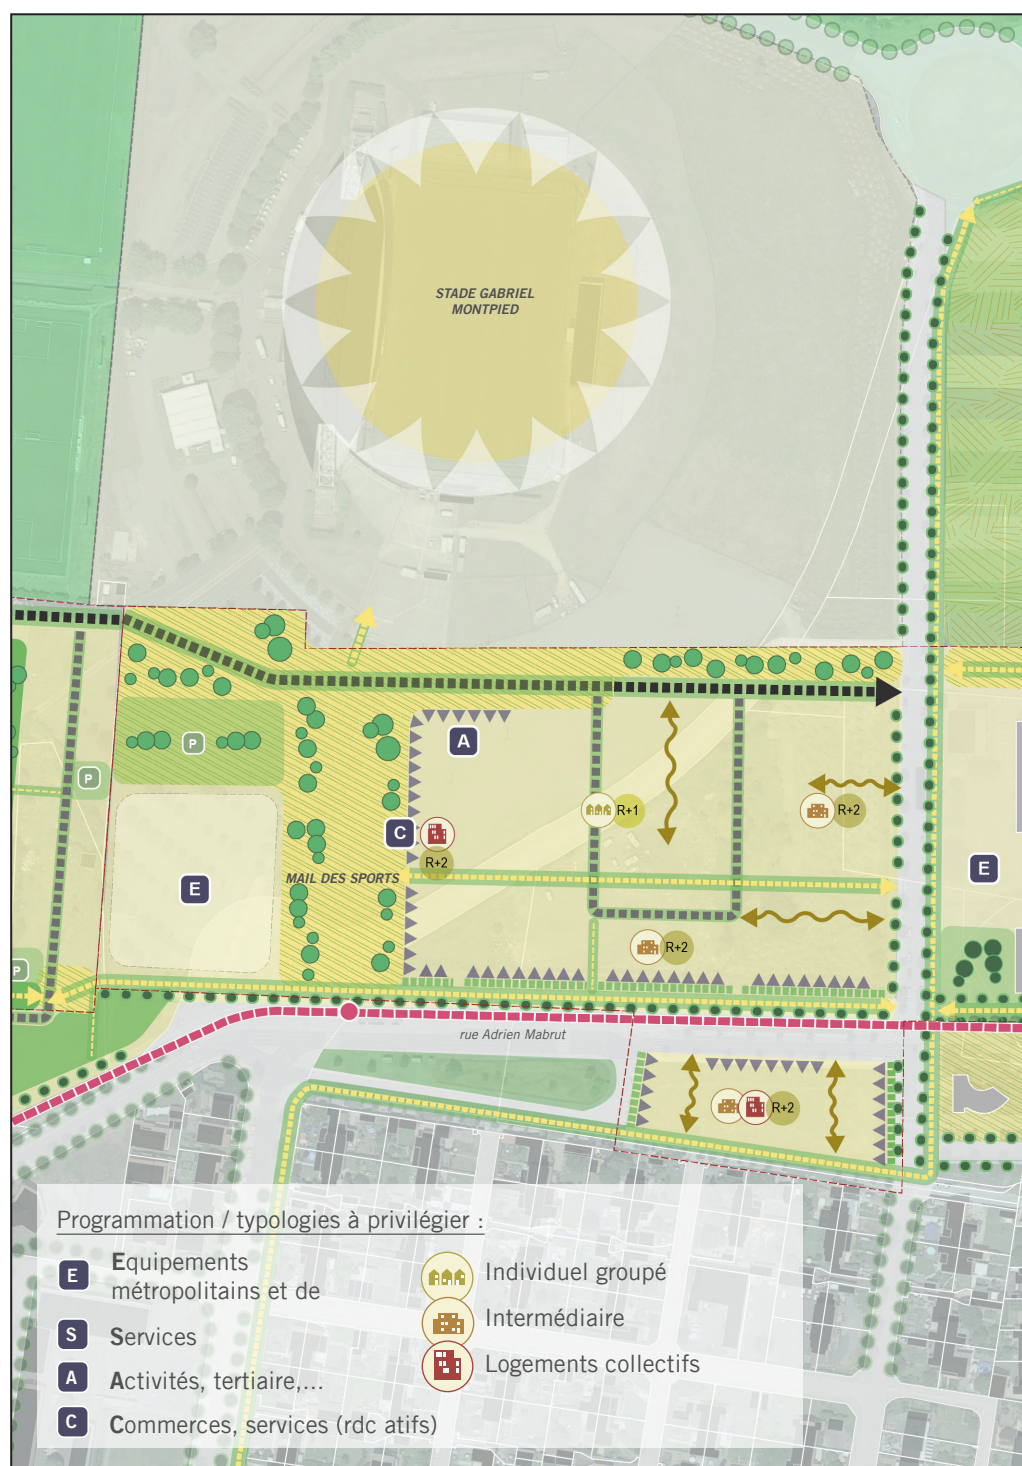 STADE GABRIEL
MONTPIED
A
P
P
R+1
R+2
C
R+2
MAIL DES SPORTS
E
E
R+2
P
rue Adrien Mabrut
R+2
Programmation / typologies à privilégier :
E
Equipements
métropolitains et de
S
Services
A
Activités, tertiaire,...
C
Commerces, services (rdc atifs)
Individuel groupé
Intermédiaire
Logements collectifs